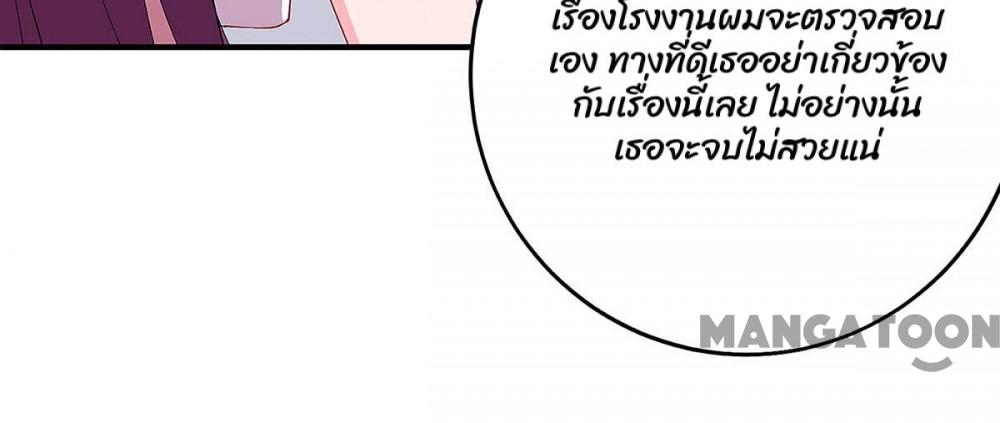 เรื่องโรงงานผมจะตรวจสอบ
เอง ทางที่ดีเธออย่าเกี่ยวข้อง
กับเรื่องนี้เลย ไม่อย่างนั้น
เธอจะจบไม่สวยแน่
MANGATOON